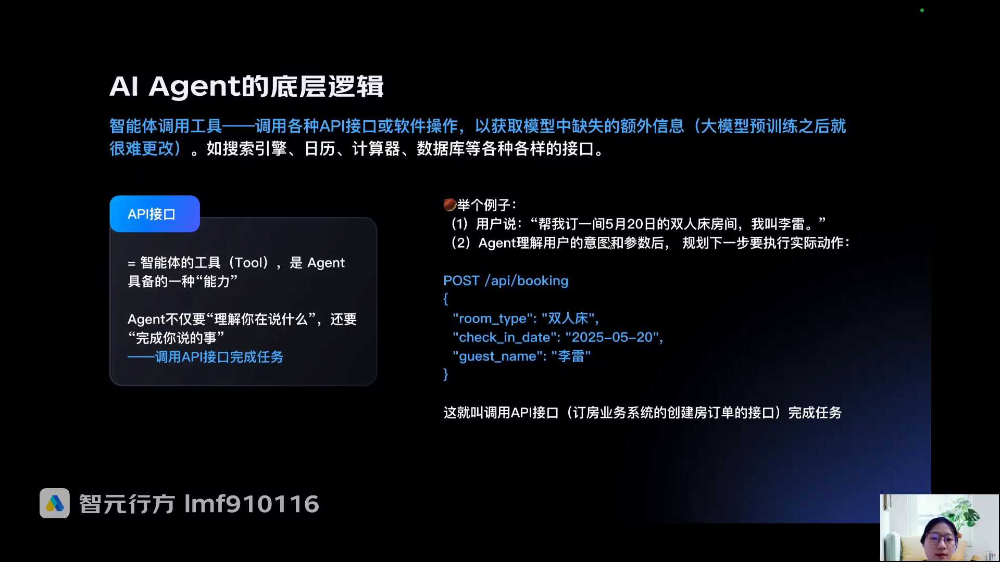 AI Agent的底层逻辑
智能体调用工具——调用各种API接口或软件操作，以获取模型中缺失的额外信息（大模型预训练之后就
很难更改）。如搜索引擎、日历、计算器、数据库等各种各样的接口。
API接口
= 智能体的工具（Tool），是 Agent
具备的一种“能力”
Agent不仅要“理解你在说什么”，还要
“完成你说的事”
——调用API接口完成任务
🌰举个例子：
（1）用户说：“帮我订一间5月20日的双人床房间，我叫李雷。”
（2）Agent理解用户的意图和参数后， 规划下一步要执行实际动作：
POST /api/booking
{
"room_type": "双人床",
"check_in_date": "2025-05-20",
"guest_name": "李雷"
}
这就叫调用API接口（订房业务系统的创建房订单的接口）完成任务
智元行方 lmf910116